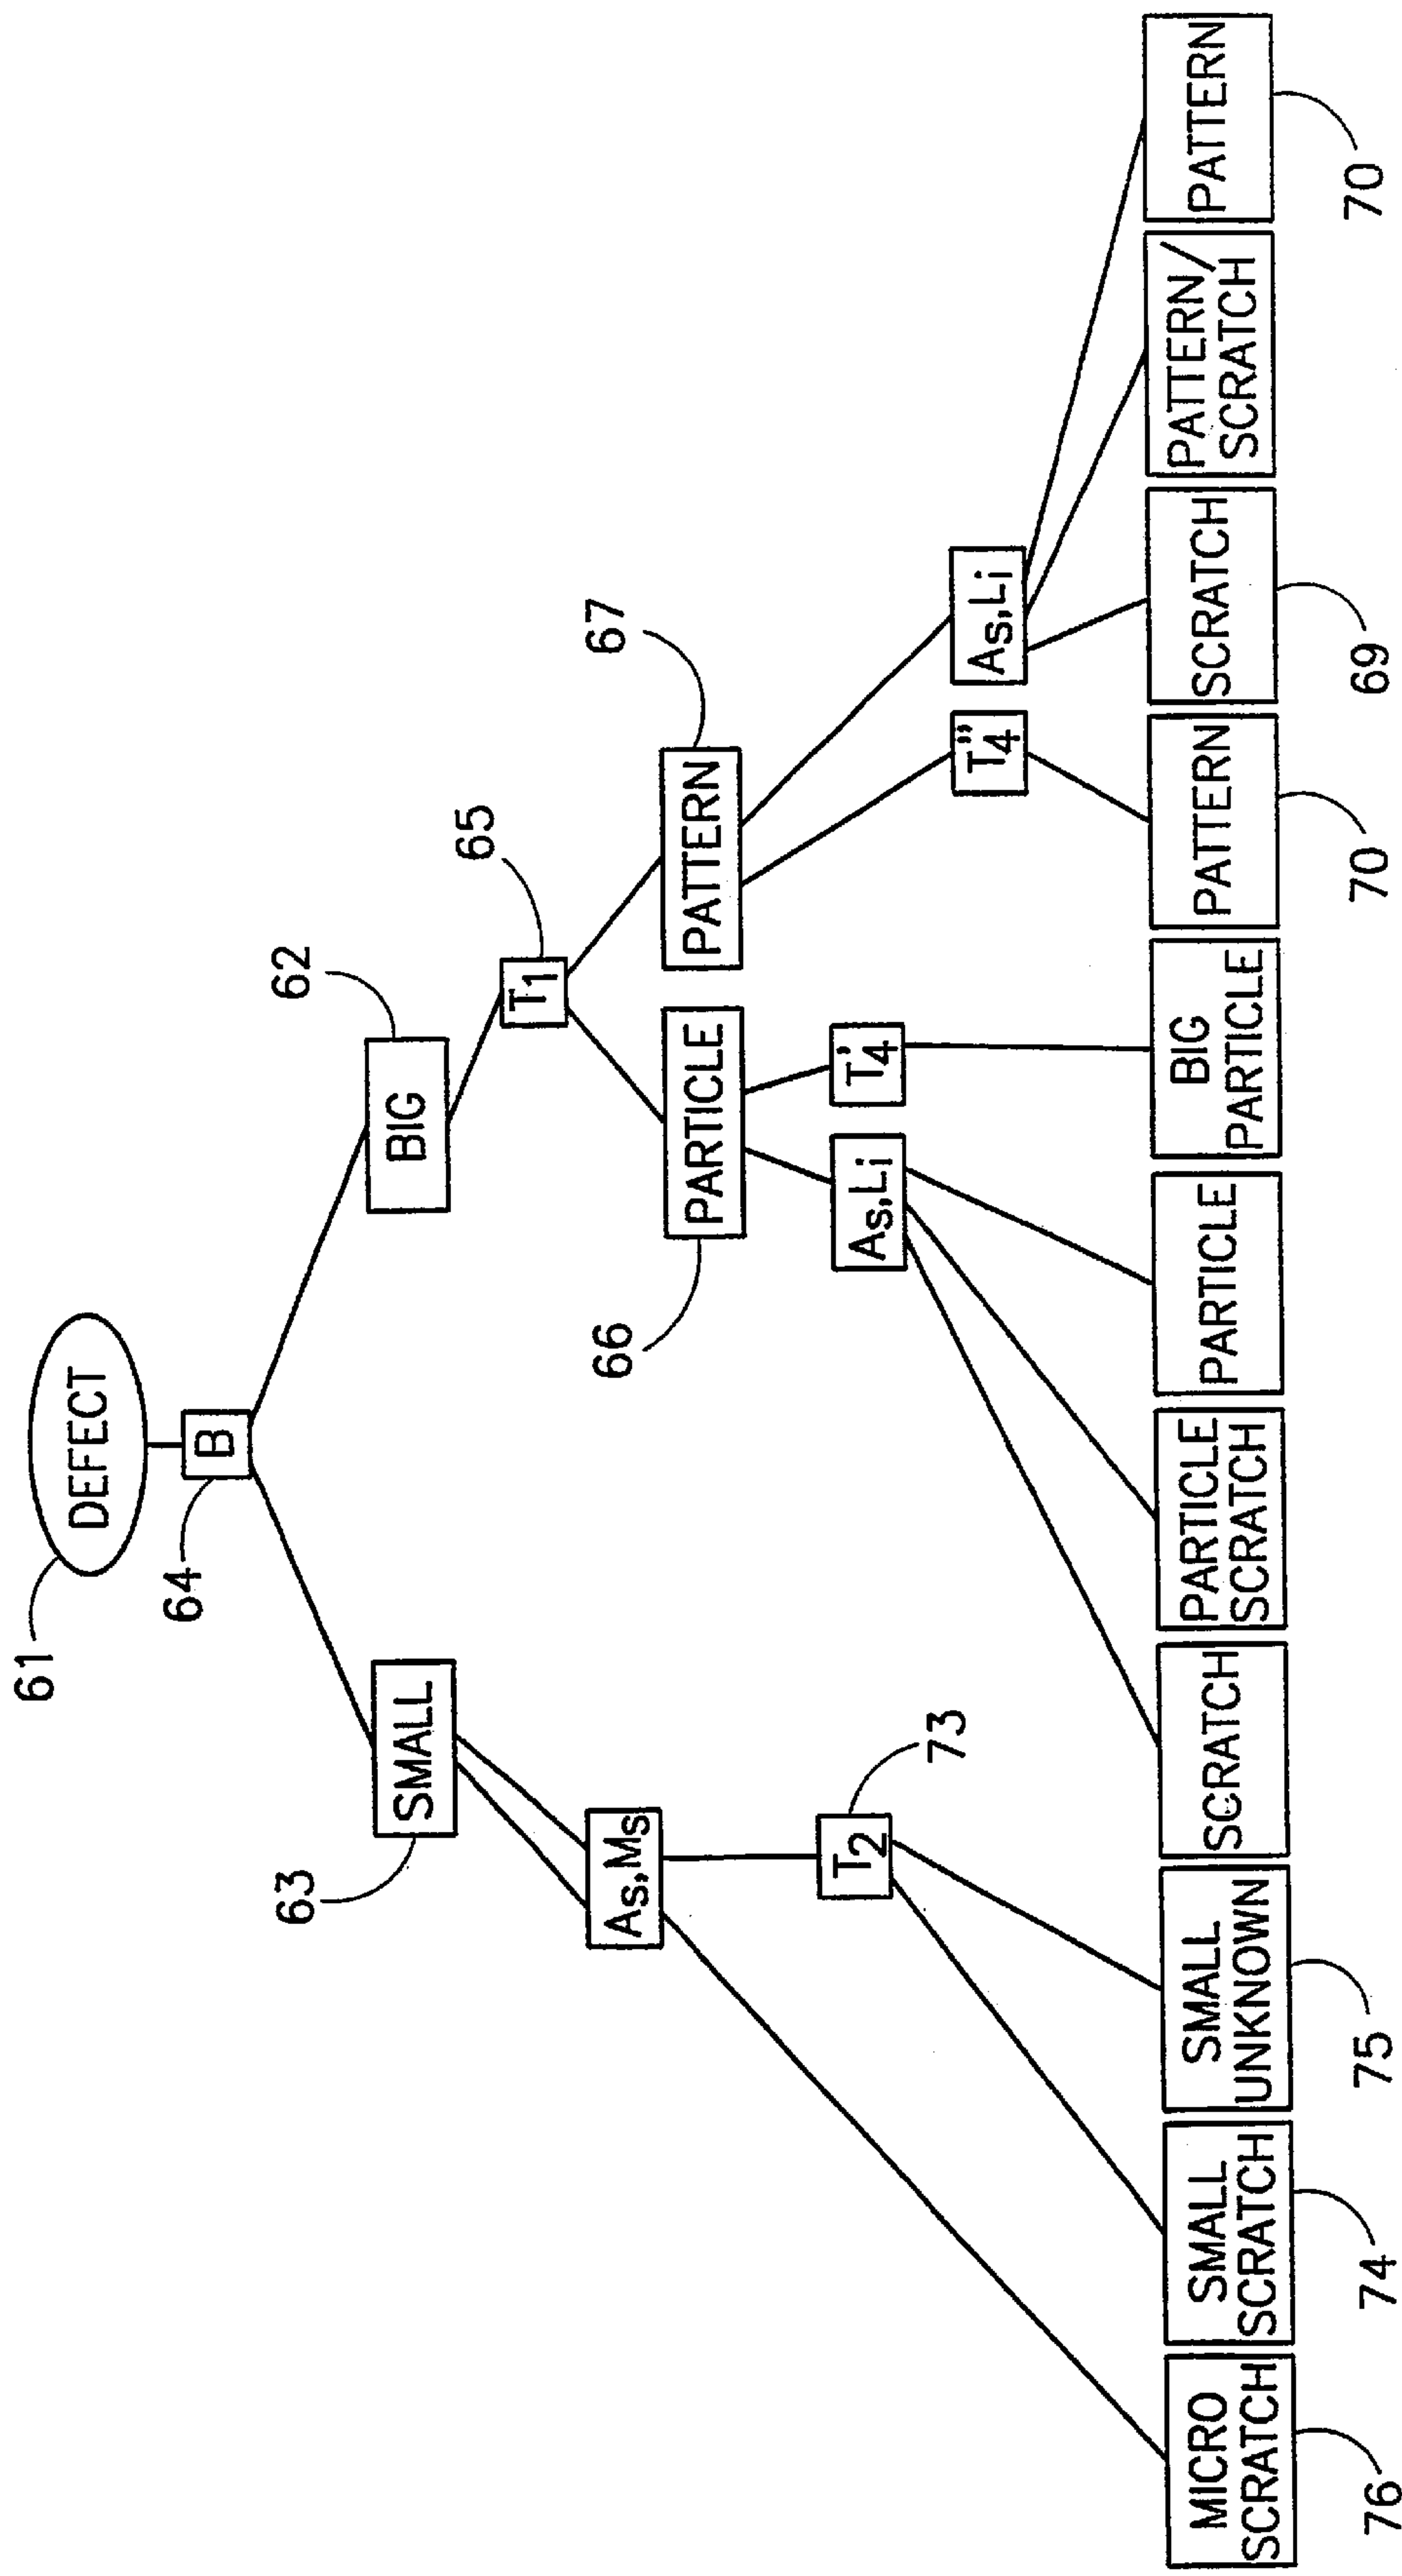 61
DEFECT
64
B
62
BIG
63
SMALL
65
T1
As,Ms
66
PARTICLE
67
PATTERN
73
T2
As,Li
T'4
T"4
As,Li
MICRO
SCRATCH
SMALL
SCRATCH
SMALL
UNKNOWN
SCRATCH
PARTICLE
SCRATCH
PARTICLE
BIG
PARTICLE
PATTERN
SCRATCH
PATTERN/
SCRATCH
PATTERN
76
74
75
70
69
70